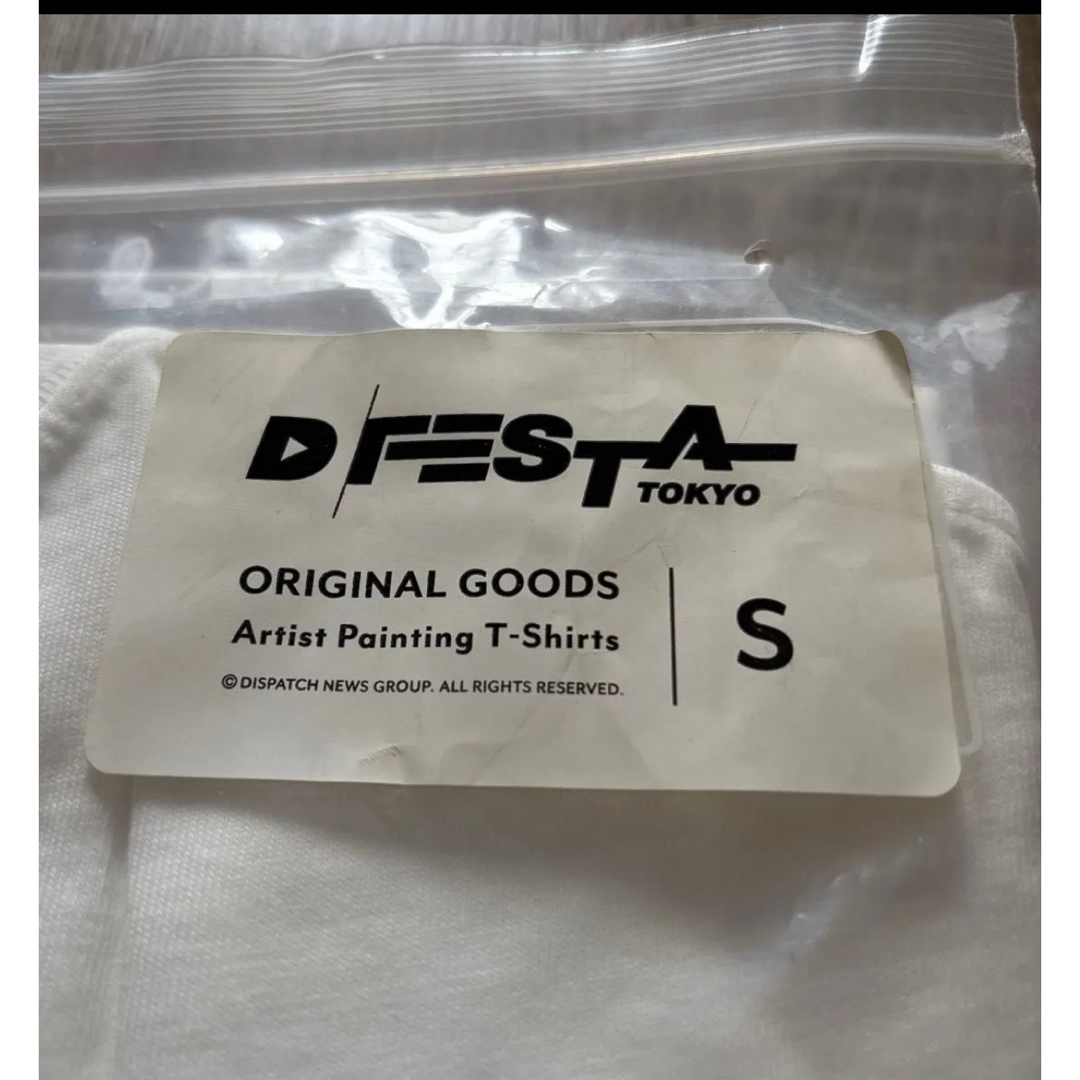 D/FESTA
TOKYO
ORIGINAL GOODS
Artist Painting T-Shirts
©DISPATCH NEWS GROUP. ALL RIGHTS RESERVED.
S